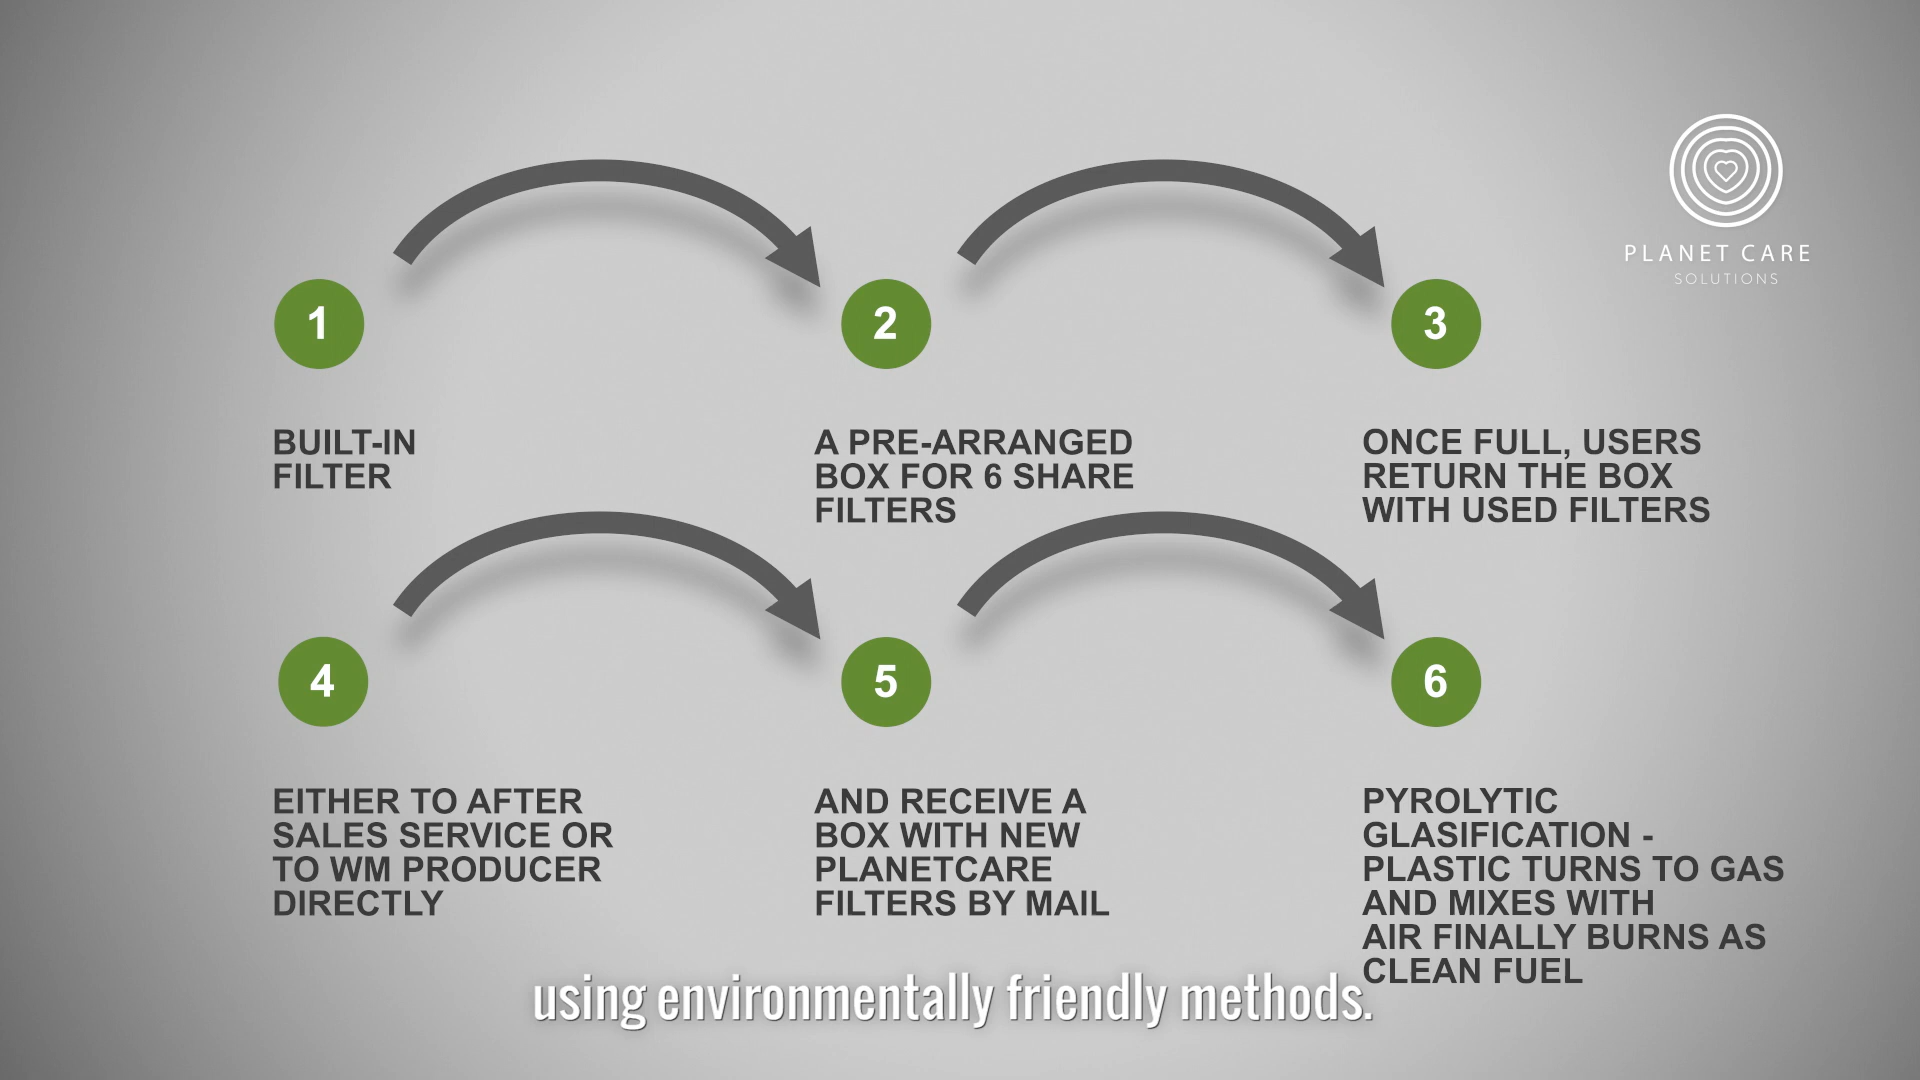 PLANET CARE
SOLUTIONS
1
BUILT-IN
FILTER
2
A PRE-ARRANGED
BOX FOR 6 SHARE
FILTERS
3
ONCE FULL, USERS
RETURN THE BOX
WITH USED FILTERS
4
EITHER TO AFTER
SALES SERVICE OR
TO WM PRODUCER
DIRECTLY
5
AND RECEIVE A
BOX WITH NEW
PLANETCARE
FILTERS BY MAIL
6
PYROLYTIC
GLASIFICATION -
PLASTIC TURNS TO GAS
AND MIXES WITH
AIR FINALLY BURNS AS
CLEAN FUEL
using environmentally friendly methods.